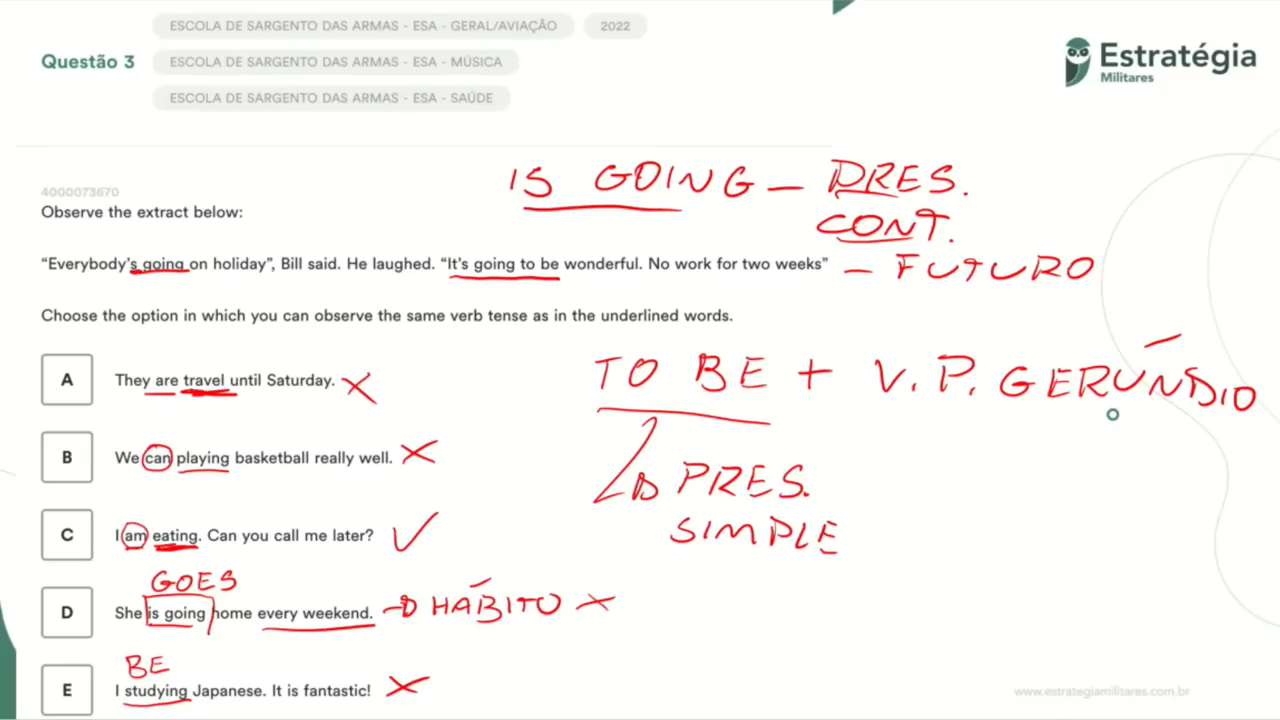 ESCOLA DE SARGENTO DAS ARMAS - ESA - GERAL/AVIAÇÃO
2022
Questão 3
ESCOLA DE SARGENTO DAS ARMAS - ESA - MÚSICA
ESCOLA DE SARGENTO DAS ARMAS - ESA - SAÚDE
Estratégia
Militares
4000073670
IS GOING - PRES.
CONT.
Observe the extract below:
“Everybody’s going on holiday”, Bill said. He laughed. “It’s going to be wonderful. No work for two weeks” - FUTURO
Choose the option in which you can observe the same verb tense as in the underlined words.
TO BE + V. P. GERÚNDIO
PRES.
SIMPLE
A They are travel until Saturday.
B We can playing basketball really well.
C I am eating. Can you call me later?
GOES
D She is going home every weekend. → HÁBITO
BE
E I studying Japanese. It is fantastic!
www.estrategiamilitares.com.br